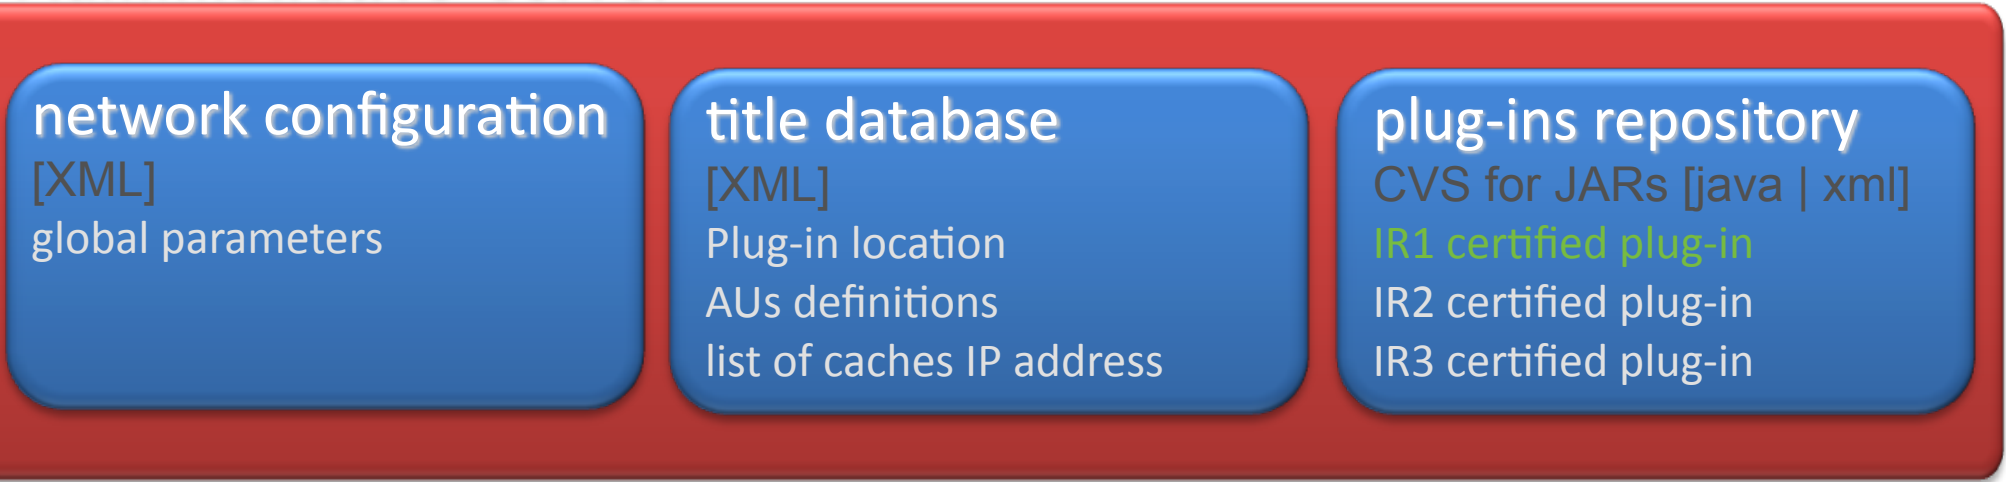 network configuration
[XML]
global parameters
title database
[XML]
Plug-in location
AUs definitions
list of caches IP address
plug-ins repository
CVS for JARs [java | xml]
IR1 certified plug-in
IR2 certified plug-in
IR3 certified plug-in